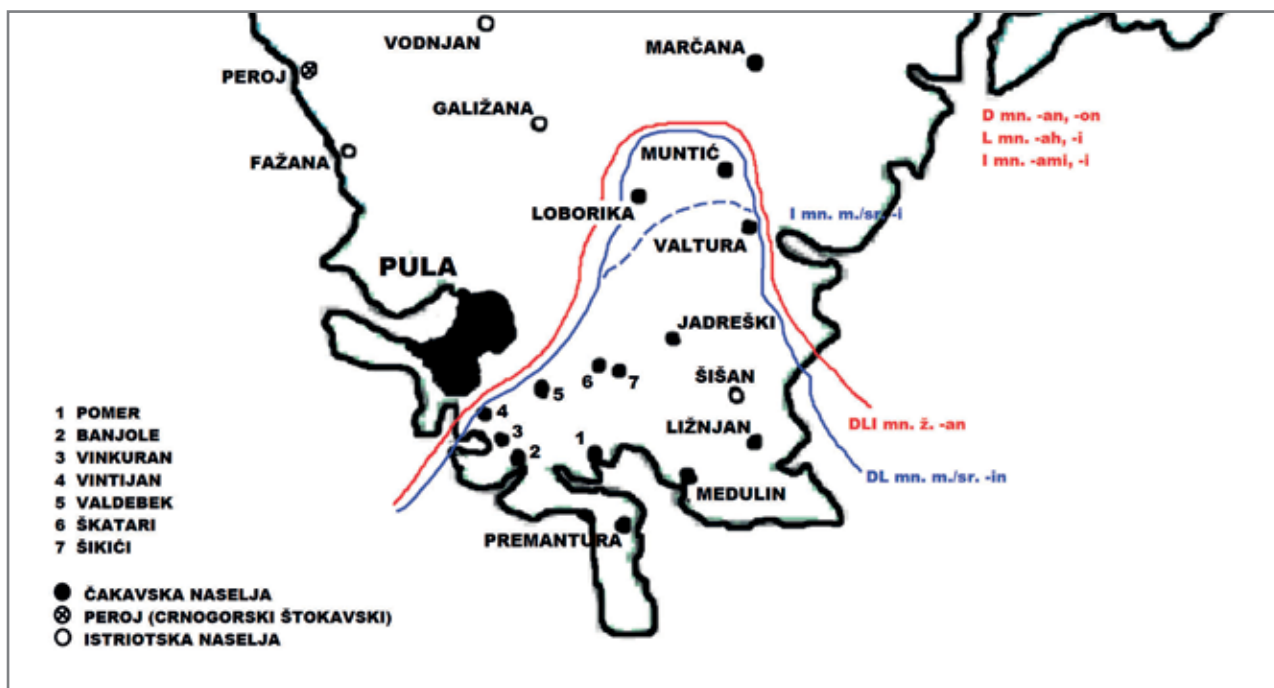 VODNJAN
MARČANA
PEROJ
GALIŽANA
D mn. -an, -on
L mn. -ah, -i
I mn. -ami, -i
FAŽANA
MUNTIĆ
LOBORIKA
I mn. m./sr. -i
VALTURA
PULA
JADREŠKI
6
7
ŠIŠAN
5
DLI mn. ž. -an
4
LIŽNJAN
3
1
2
DL mn. m./sr. -in
MEDULIN
PREMANTURA
1 POMER
2 BANJOLE
3 VINKURAN
4 VINTIJAN
5 VALDEBEK
6 ŠKATARI
7 ŠIKIĆI
ČAKAVSKA NASELJA
PEROJ (CRNOGORSKI ŠTOKAVSKI)
ISTRIOTSKA NASELJA